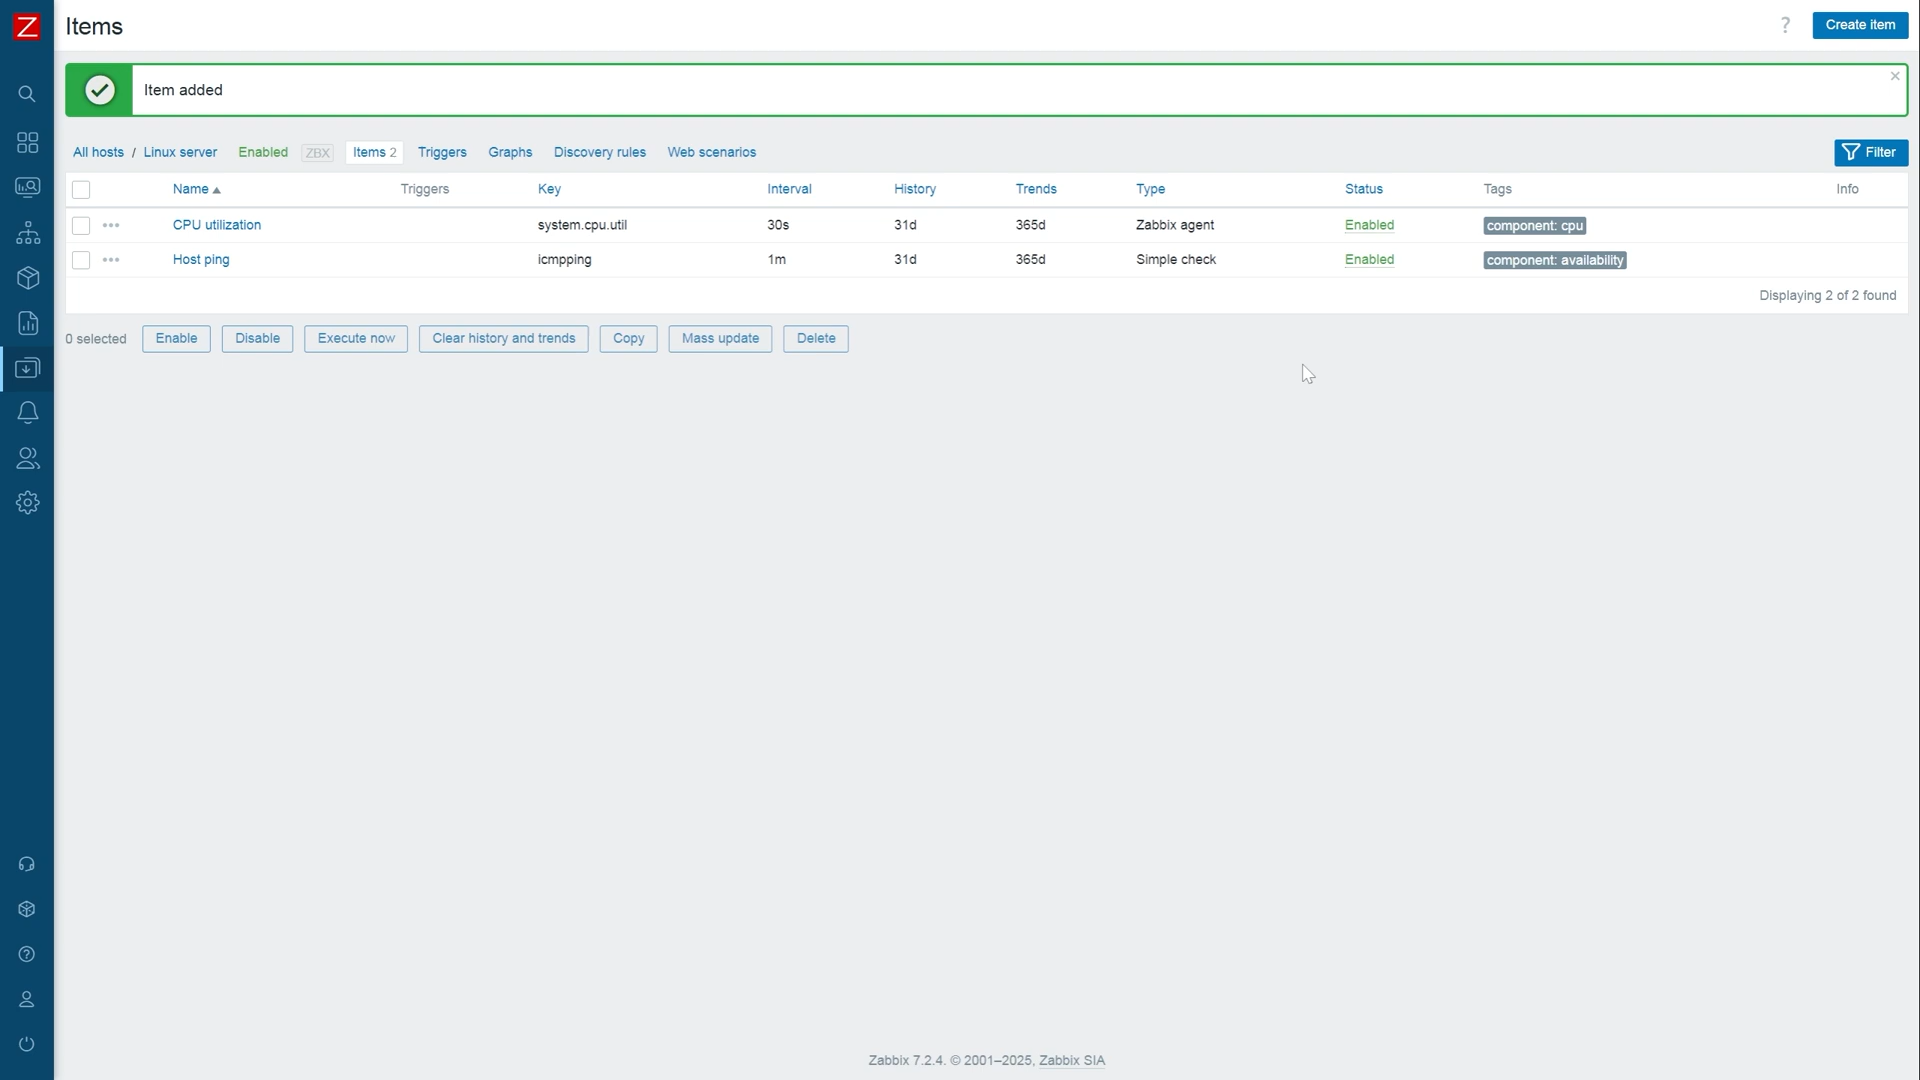 Z
Items
? Create item
Item added
All hosts / Linux server Enabled ZBX Items 2 Triggers Graphs Discovery rules Web scenarios Filter
Name Triggers Key Interval History Trends Type Status Tags Info
CPU utilization system.cpu.util 30s 31d 365d Zabbix agent Enabled component: cpu
Host ping icmpping 1m 31d 365d Simple check Enabled component: availability
Displaying 2 of 2 found
0 selected Enable Disable Execute now Clear history and trends Copy Mass update Delete
Zabbix 7.2.4. © 2001–2025, Zabbix SIA